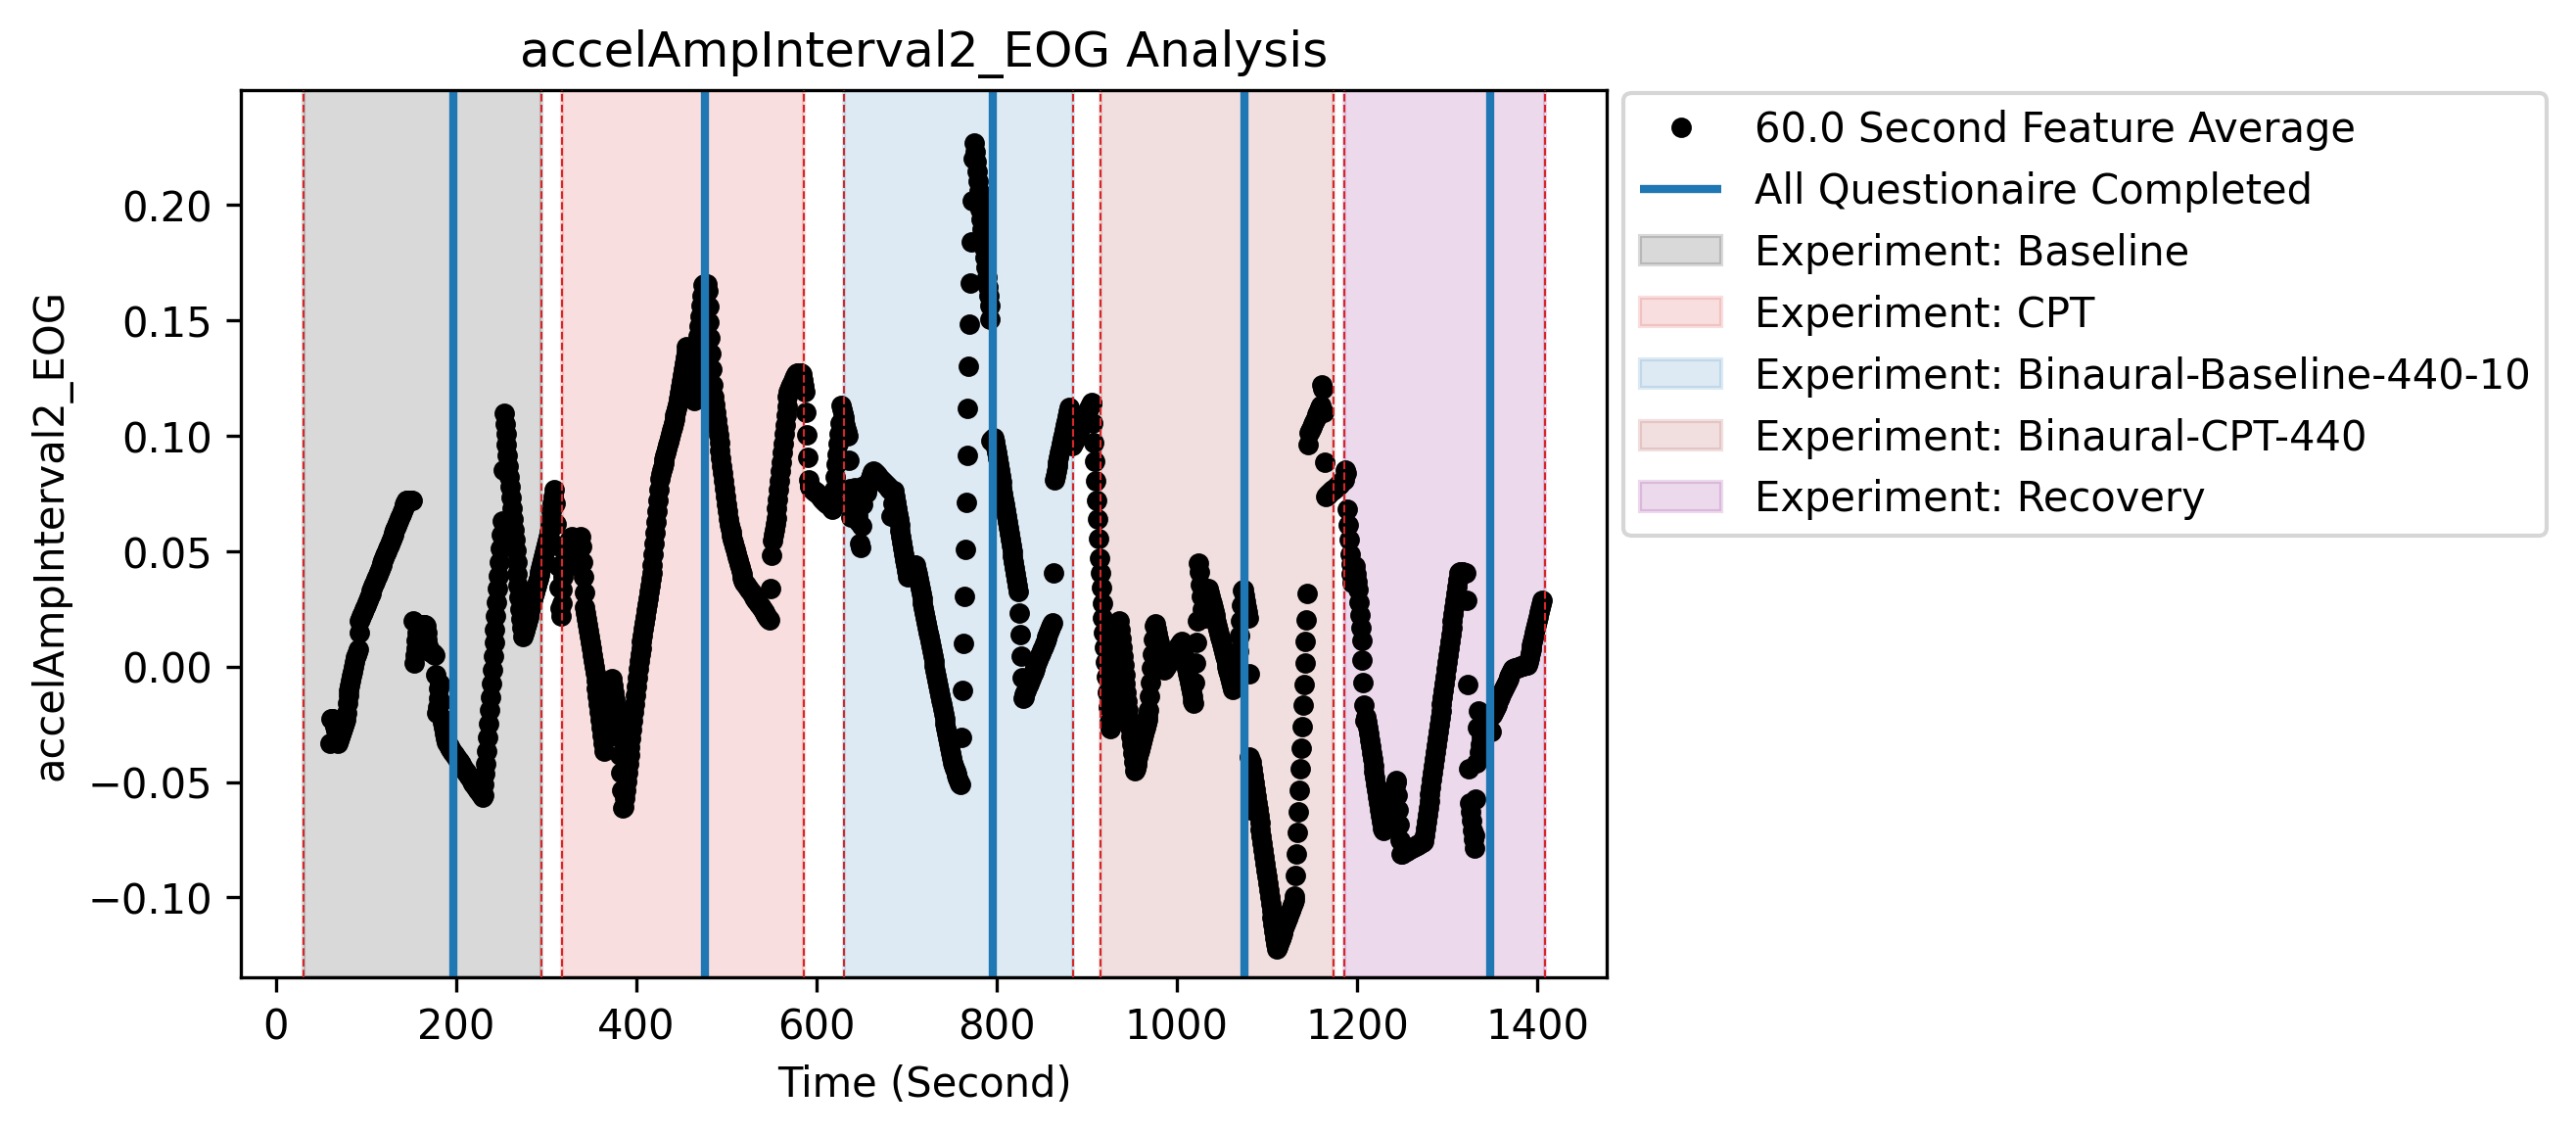 accelAmpInterval2_EOG Analysis
accelAmpInterval2_EOG
0.20
0.15
0.10
0.05
0.00
−0.05
−0.10
0 200 400 600 800 1000 1200 1400
Time (Second)
60.0 Second Feature Average
All Questionaire Completed
Experiment: Baseline
Experiment: CPT
Experiment: Binaural-Baseline-440-10
Experiment: Binaural-CPT-440
Experiment: Recovery